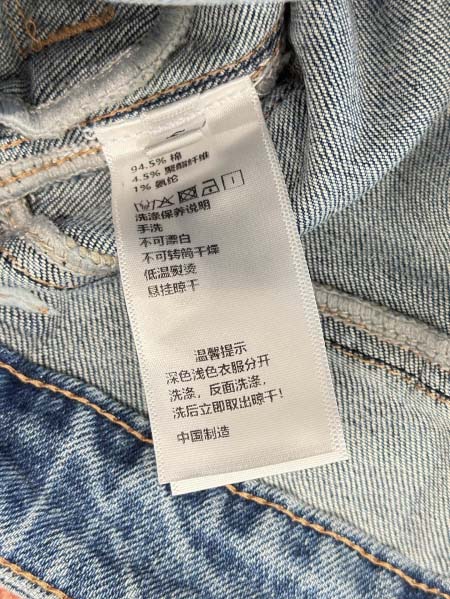 94.5% 棉
4.5% 聚酯纤维
1% 氨纶
洗涤保养说明
手洗
不可漂白
不可转筒干燥
低温熨烫
悬挂晾干
温馨提示
深色浅色衣服分开
洗涤，反面洗涤，
洗后立即取出晾干！
中国制造